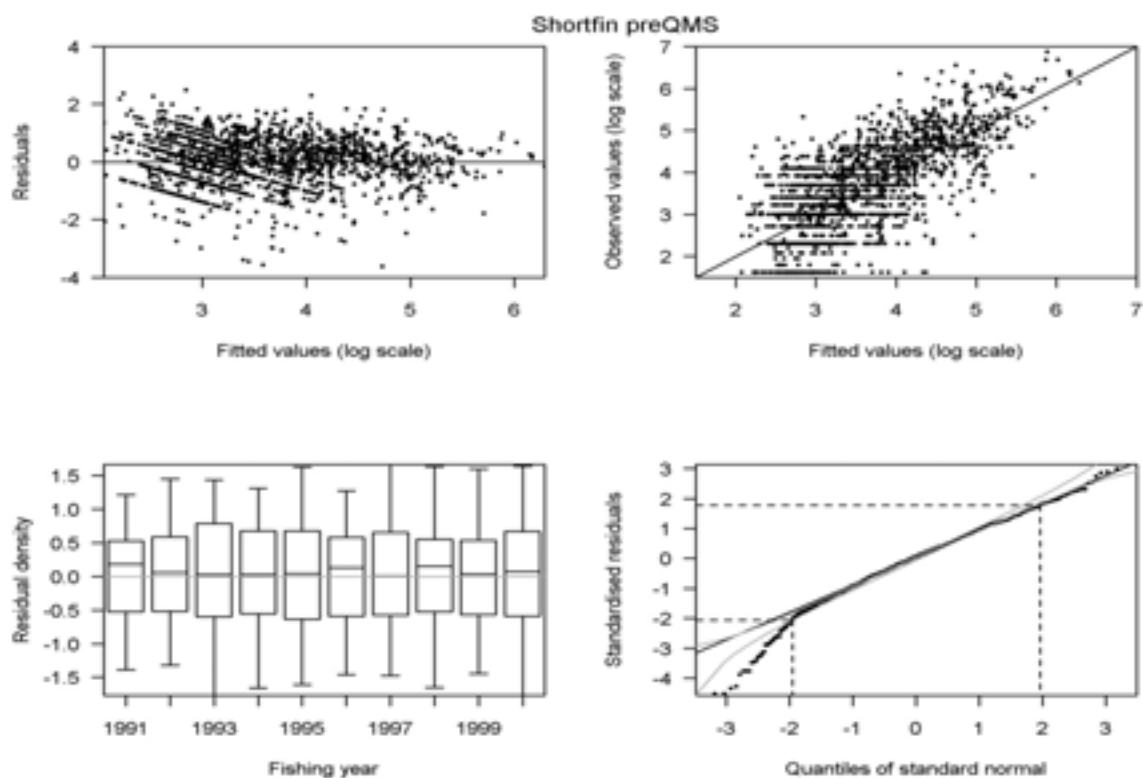 Shortfin preQMS
4
2
0
-2
-4
Residuals
3 4 5 6
Fitted values (log scale)
7
6
5
4
3
2
Observed values (log scale)
2 3 4 5 6 7
Fitted values (log scale)
1.5
1.0
0.5
0.0
-0.5
-1.0
-1.5
Residual density
1991 1993 1995 1997 1999
Fishing year
3
2
1
0
-1
-2
-3
-4
Standardised residuals
-3 -2 -1 0 1 2 3
Quantiles of standard normal